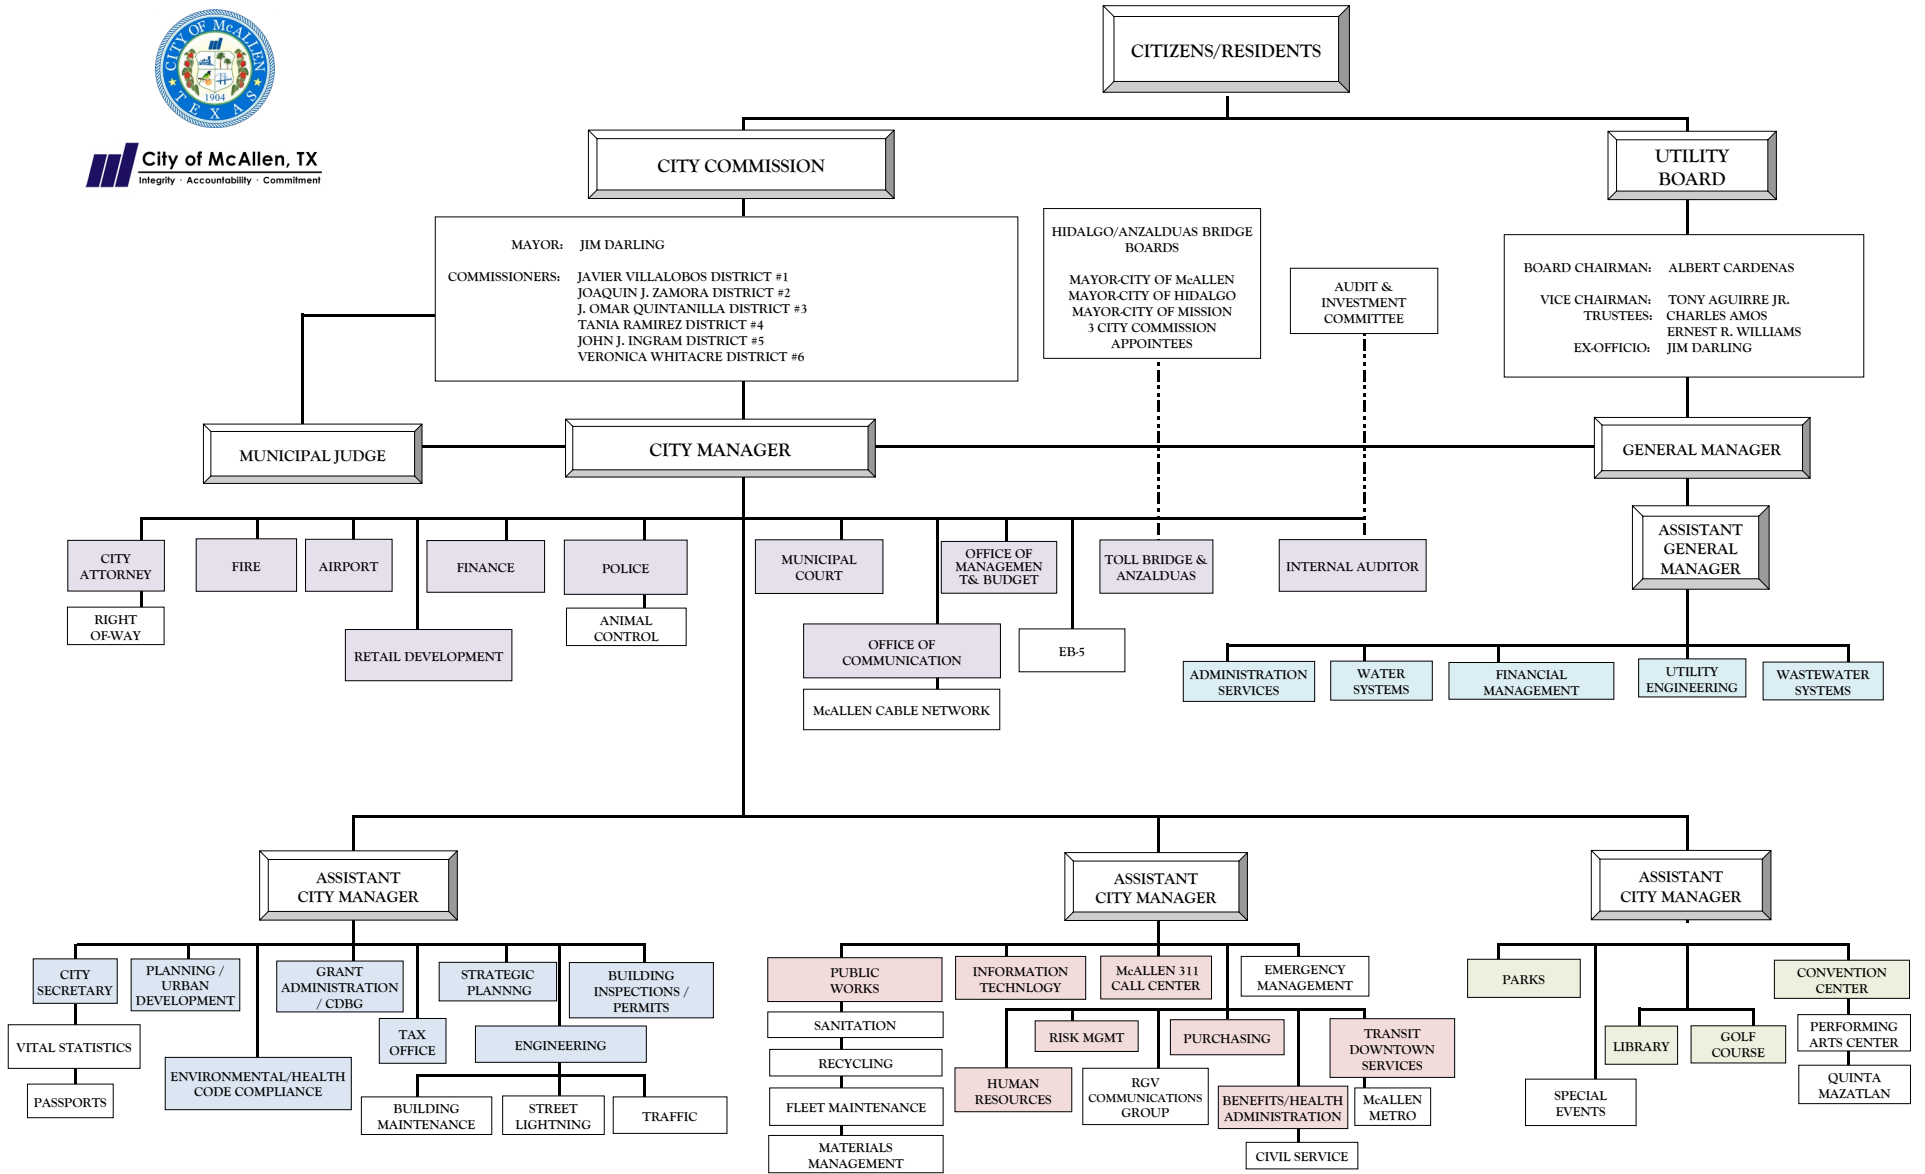 CITY OF McALLEN
1904
TEXAS
City of McAllen, TX
Integrity · Accountability · Commitment
CITIZENS/RESIDENTS
CITY COMMISSION
UTILITY
BOARD
MAYOR: JIM DARLING
COMMISSIONERS: JAVIER VILLALOBOS DISTRICT #1
JOAQUIN J. ZAMORA DISTRICT #2
J. OMAR QUINTANILLA DISTRICT #3
TANIA RAMIREZ DISTRICT #4
JOHN J. INGRAM DISTRICT #5
VERONICA WHITACRE DISTRICT #6
HIDALGO/ANZALDUAS BRIDGE
BOARDS
MAYOR-CITY OF McALLEN
MAYOR-CITY OF HIDALGO
MAYOR-CITY OF MISSION
3 CITY COMMISSION
APPOINTEES
AUDIT &
INVESTMENT
COMMITTEE
BOARD CHAIRMAN: ALBERT CARDENAS
VICE CHAIRMAN: TONY AGUIRRE JR.
TRUSTEES: CHARLES AMOS
ERNEST R. WILLIAMS
EX-OFFICIO: JIM DARLING
MUNICIPAL JUDGE
CITY MANAGER
GENERAL MANAGER
ASSISTANT
GENERAL
MANAGER
CITY
ATTORNEY
RIGHT
OF-WAY
FIRE
AIRPORT
RETAIL DEVELOPMENT
FINANCE
POLICE
ANIMAL
CONTROL
MUNICIPAL
COURT
OFFICE OF
COMMUNICATION
McALLEN CABLE NETWORK
OFFICE OF
MANAGEMEN
T& BUDGET
EB-5
TOLL BRIDGE &
ANZALDUAS
INTERNAL AUDITOR
ADMINISTRATION
SERVICES
WATER
SYSTEMS
FINANCIAL
MANAGEMENT
UTILITY
ENGINEERING
WASTEWATER
SYSTEMS
ASSISTANT
CITY MANAGER
CITY
SECRETARY
VITAL STATISTICS
PASSPORTS
PLANNING /
URBAN
DEVELOPMENT
ENVIRONMENTAL/HEALTH
CODE COMPLIANCE
GRANT
ADMINISTRATION
/ CDBG
TAX
OFFICE
STRATEGIC
PLANNNG
ENGINEERING
BUILDING
MAINTENANCE
STREET
LIGHTNING
TRAFFIC
BUILDING
INSPECTIONS /
PERMITS
ASSISTANT
CITY MANAGER
PUBLIC
WORKS
SANITATION
RECYCLING
FLEET MAINTENANCE
MATERIALS
MANAGEMENT
INFORMATION
TECHNLOGY
McALLEN 311
CALL CENTER
EMERGENCY
MANAGEMENT
HUMAN
RESOURCES
RISK MGMT
RGV
COMMUNICATIONS
GROUP
PURCHASING
BENEFITS/HEALTH
ADMINISTRATION
CIVIL SERVICE
TRANSIT
DOWNTOWN
SERVICES
McALLEN
METRO
ASSISTANT
CITY MANAGER
PARKS
SPECIAL
EVENTS
LIBRARY
GOLF
COURSE
CONVENTION
CENTER
PERFORMING
ARTS CENTER
QUINTA
MAZATLAN